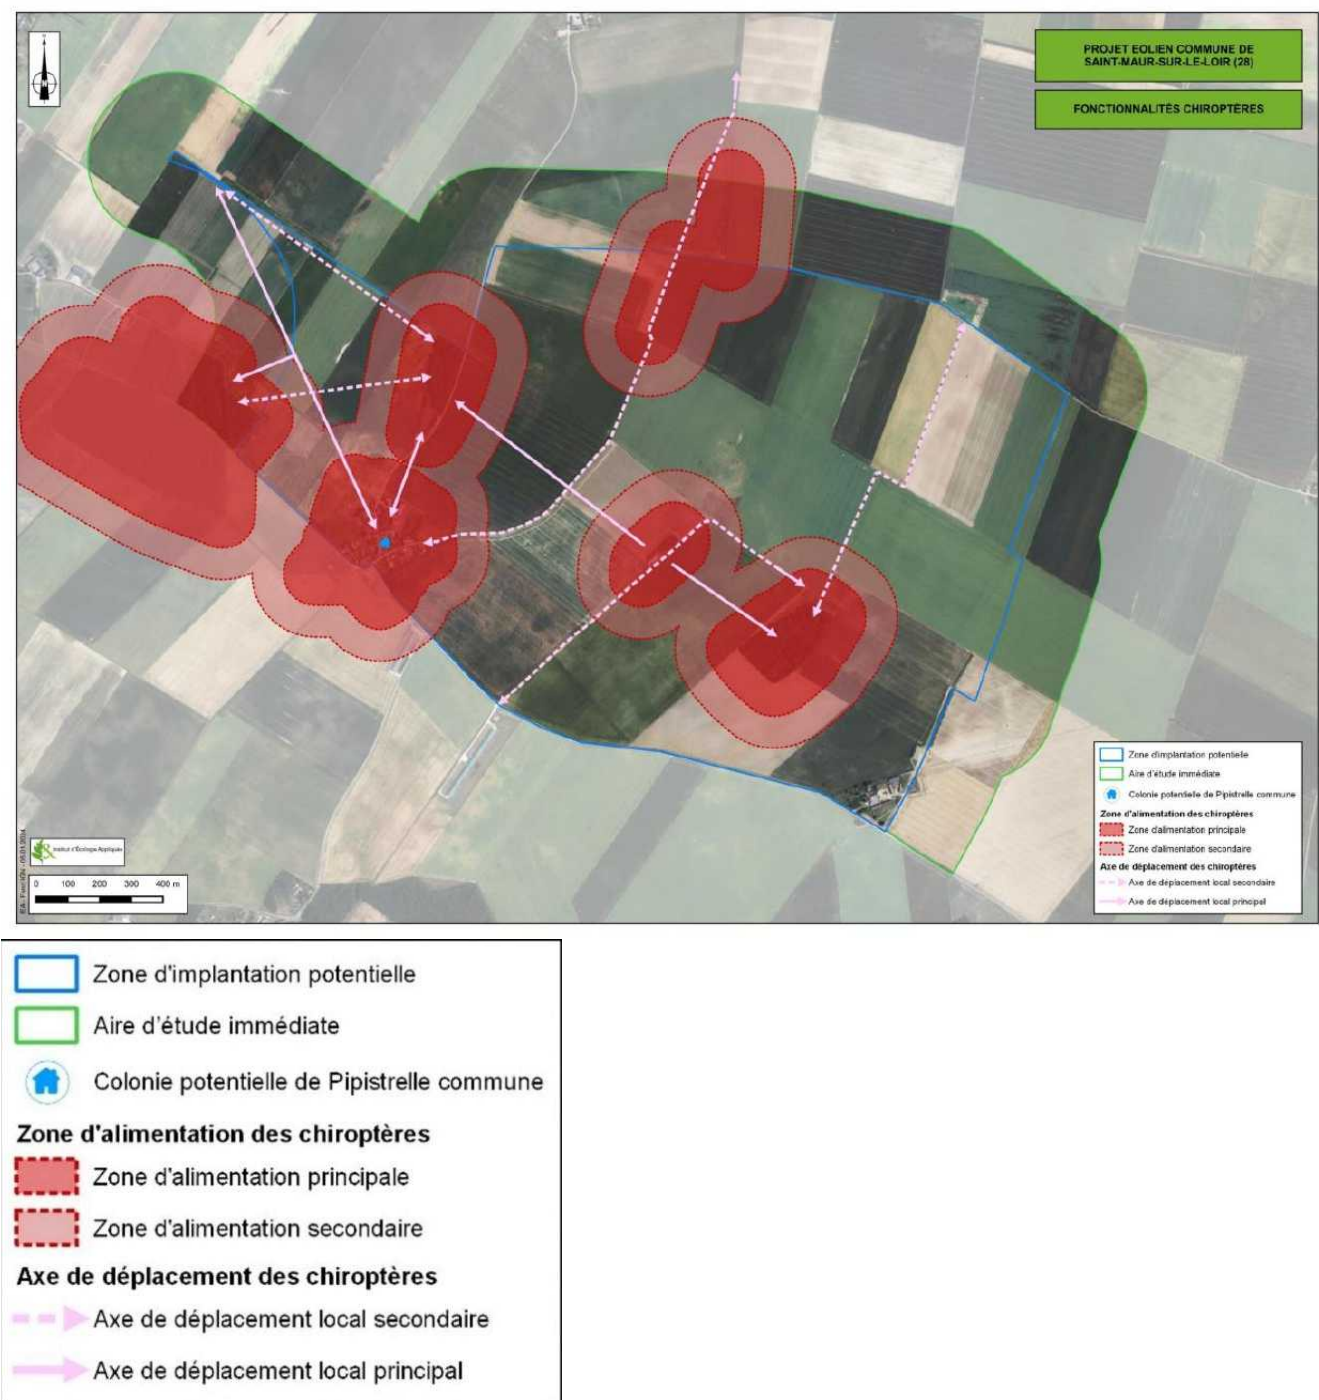 N
PROJET EOLIEN COMMUNE DE
SAINT-MAUR-SUR-LE-LOIR (28)
FONCTIONNALITÉS CHIROPTÈRES
Zone d'implantation potentielle
Aire d'étude immédiate
Colonie potentielle de Pipistrelle commune
Zone d'alimentation des chiroptères
Zone d'alimentation principale
Zone d'alimentation secondaire
Axe de déplacement des chiroptères
Axe de déplacement local secondaire
Axe de déplacement local principal
Institut d'Écologie Appliquée
0 100 200 300 400 m
Zone d'implantation potentielle
Aire d'étude immédiate
Colonie potentielle de Pipistrelle commune
Zone d'alimentation des chiroptères
Zone d'alimentation principale
Zone d'alimentation secondaire
Axe de déplacement des chiroptères
Axe de déplacement local secondaire
Axe de déplacement local principal